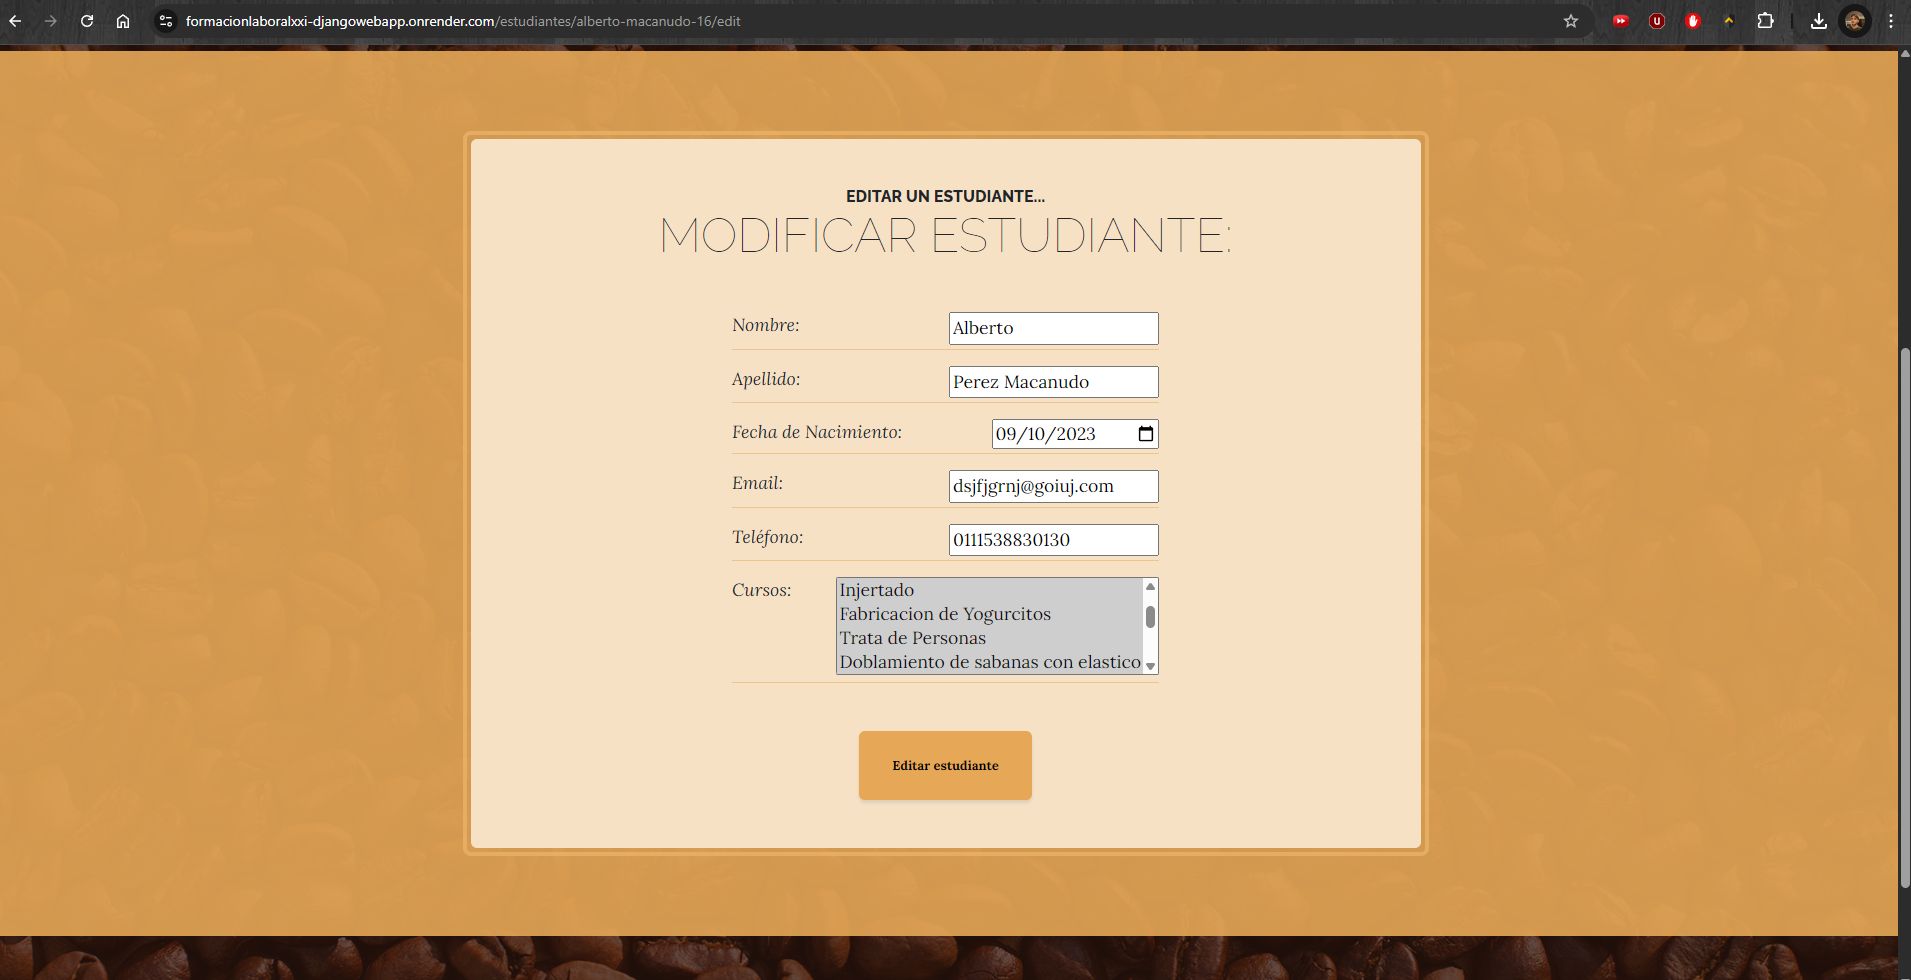 formacionlaboralxxi-djangowebapp.onrender.com/estudiantes/alberto-macanudo-16/edit
EDITAR UN ESTUDIANTE...
MODIFICAR ESTUDIANTE:
Nombre: Alberto
Apellido: Perez Macanudo
Fecha de Nacimiento: 09/10/2023
Email: dsjfjgrnj@goiuj.com
Teléfono: 0111538830130
Cursos: Injertado
Fabricacion de Yogurcitos
Trata de Personas
Doblamiento de sabanas con elastico
Editar estudiante